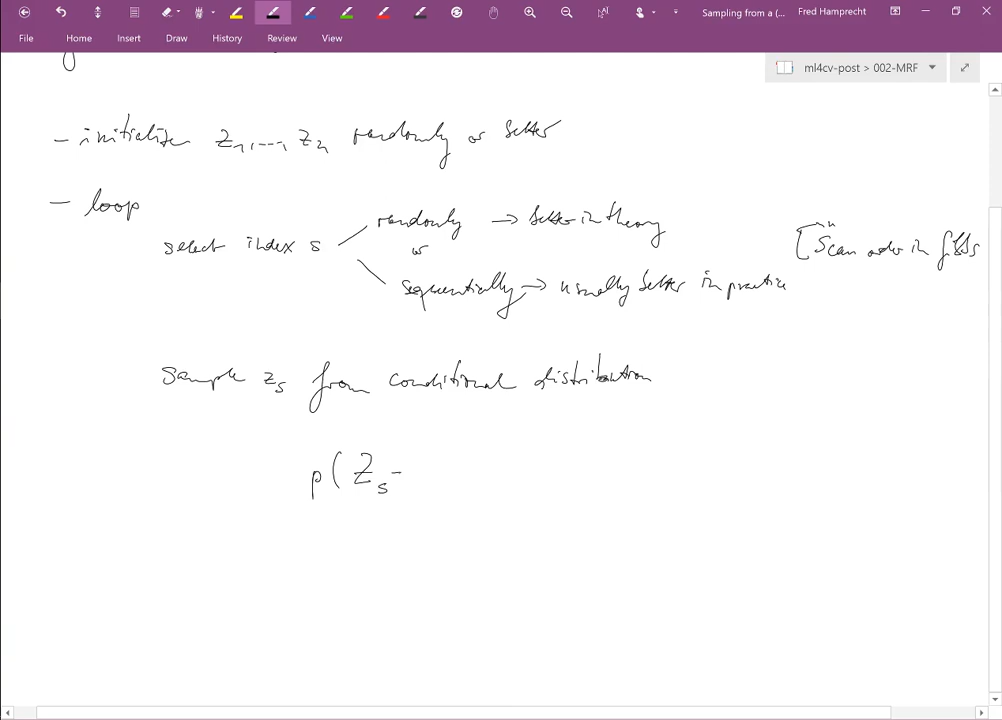 Sampling from a (... Fred Hamprecht
File Home Insert Draw History Review View
ml4cv-post > 002-MRF
- initialize z1, ..., zn randomly or better
- loop
select index s
randomly → better in theory
or
sequentially → usually better in practice
["Scan order in Gibbs
sample zs from conditional distribution
p(Zs-